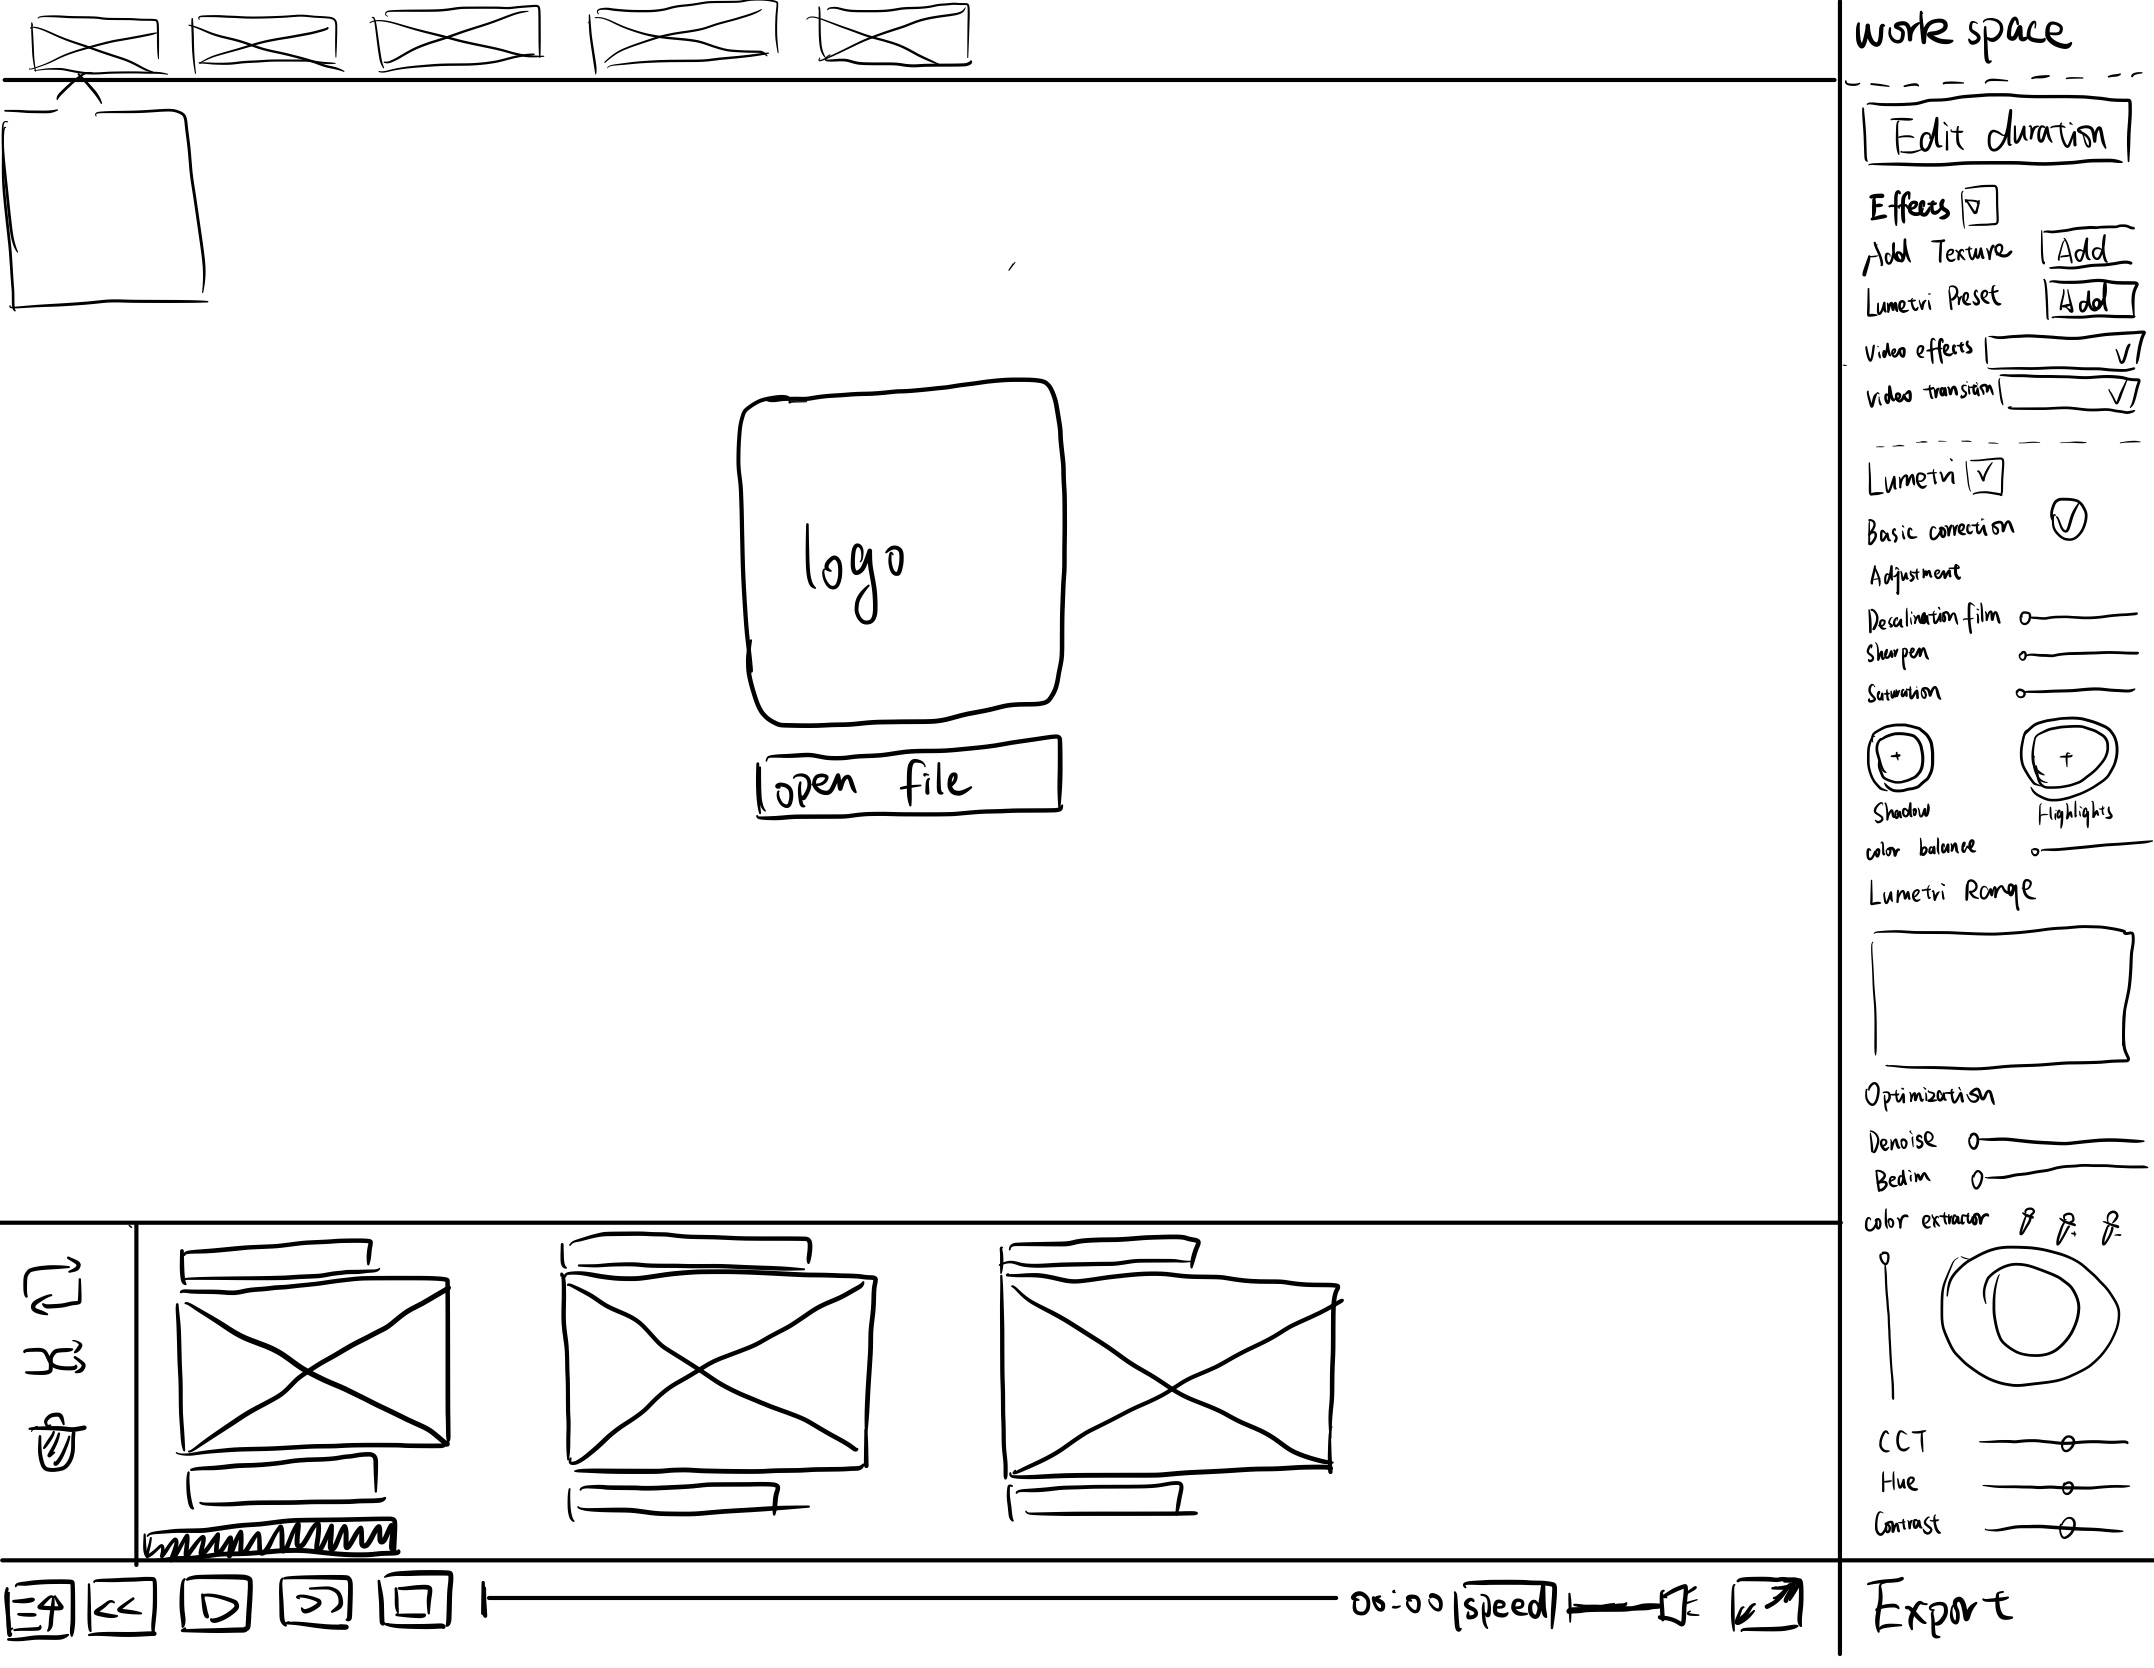 work space
Edit duration
Effects
Add Texture Add
Lumetri Preset Add
video effects
video transition
Lumetri
Basic correction
Adjustment
Desalination film
Sharpen
Saturation
Shadow Highlights
color balance
Lumetri Range
Optimization
Denoise
Bedim
color extractor
CCT
Hue
Contrast
Export
logo
open file
00:00 speed